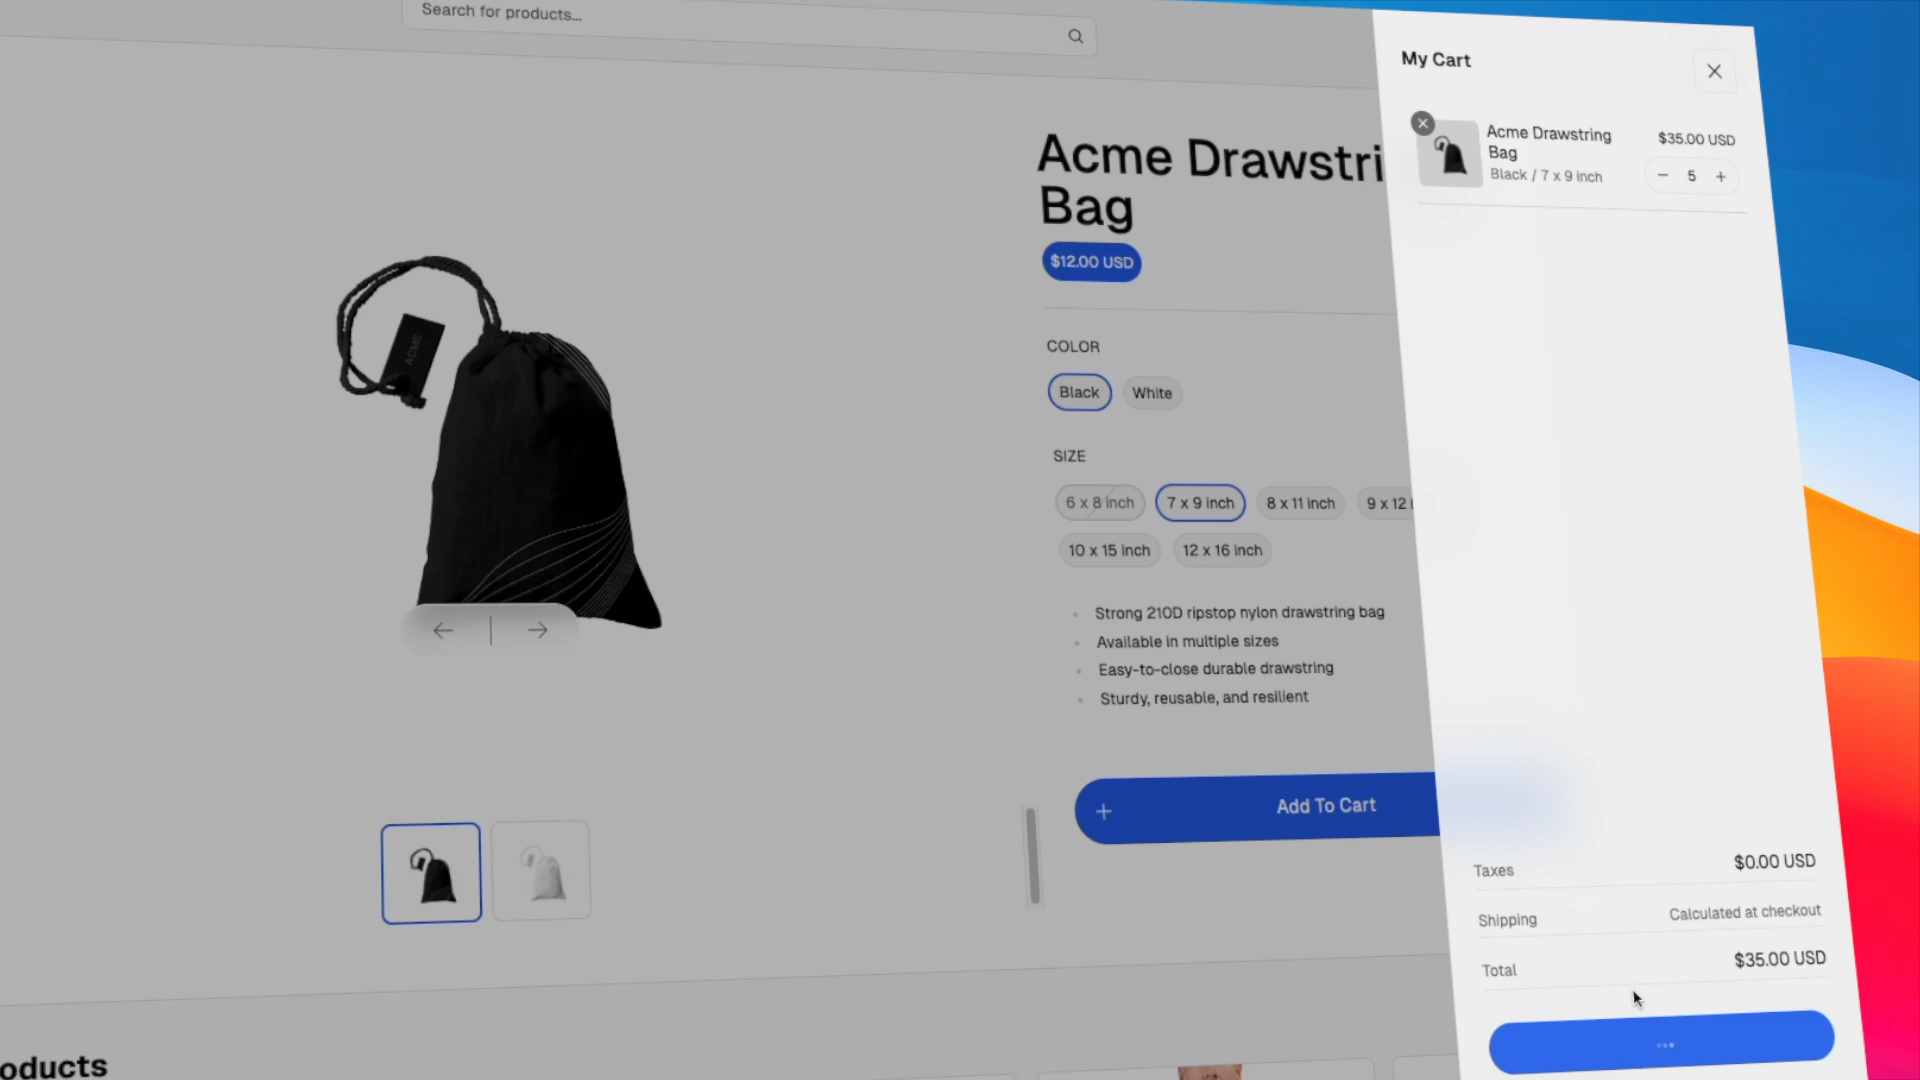 Search for products...
My Cart
Acme Drawstring
Bag
Black / 7 x 9 inch
$35.00 USD
5
Acme Drawstri
Bag
$12.00 USD
COLOR
Black
White
SIZE
6 x 8 inch
7 x 9 inch
8 x 11 inch
9 x 12 i
10 x 15 inch
12 x 16 inch
Strong 210D ripstop nylon drawstring bag
Available in multiple sizes
Easy-to-close durable drawstring
Sturdy, reusable, and resilient
ACME
Add To Cart
Taxes
$0.00 USD
Shipping
Calculated at checkout
Total
$35.00 USD
oducts